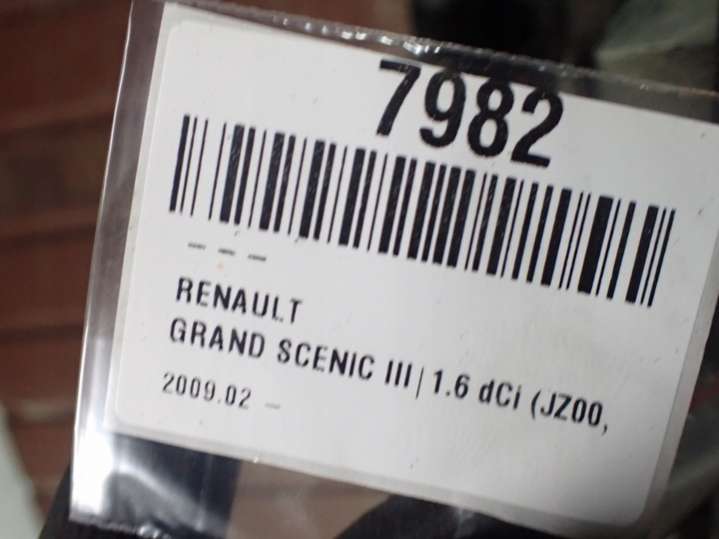 7982
– – –
RENAULT
GRAND SCENIC III | 1.6 dCi (JZ00,
2009.02 –